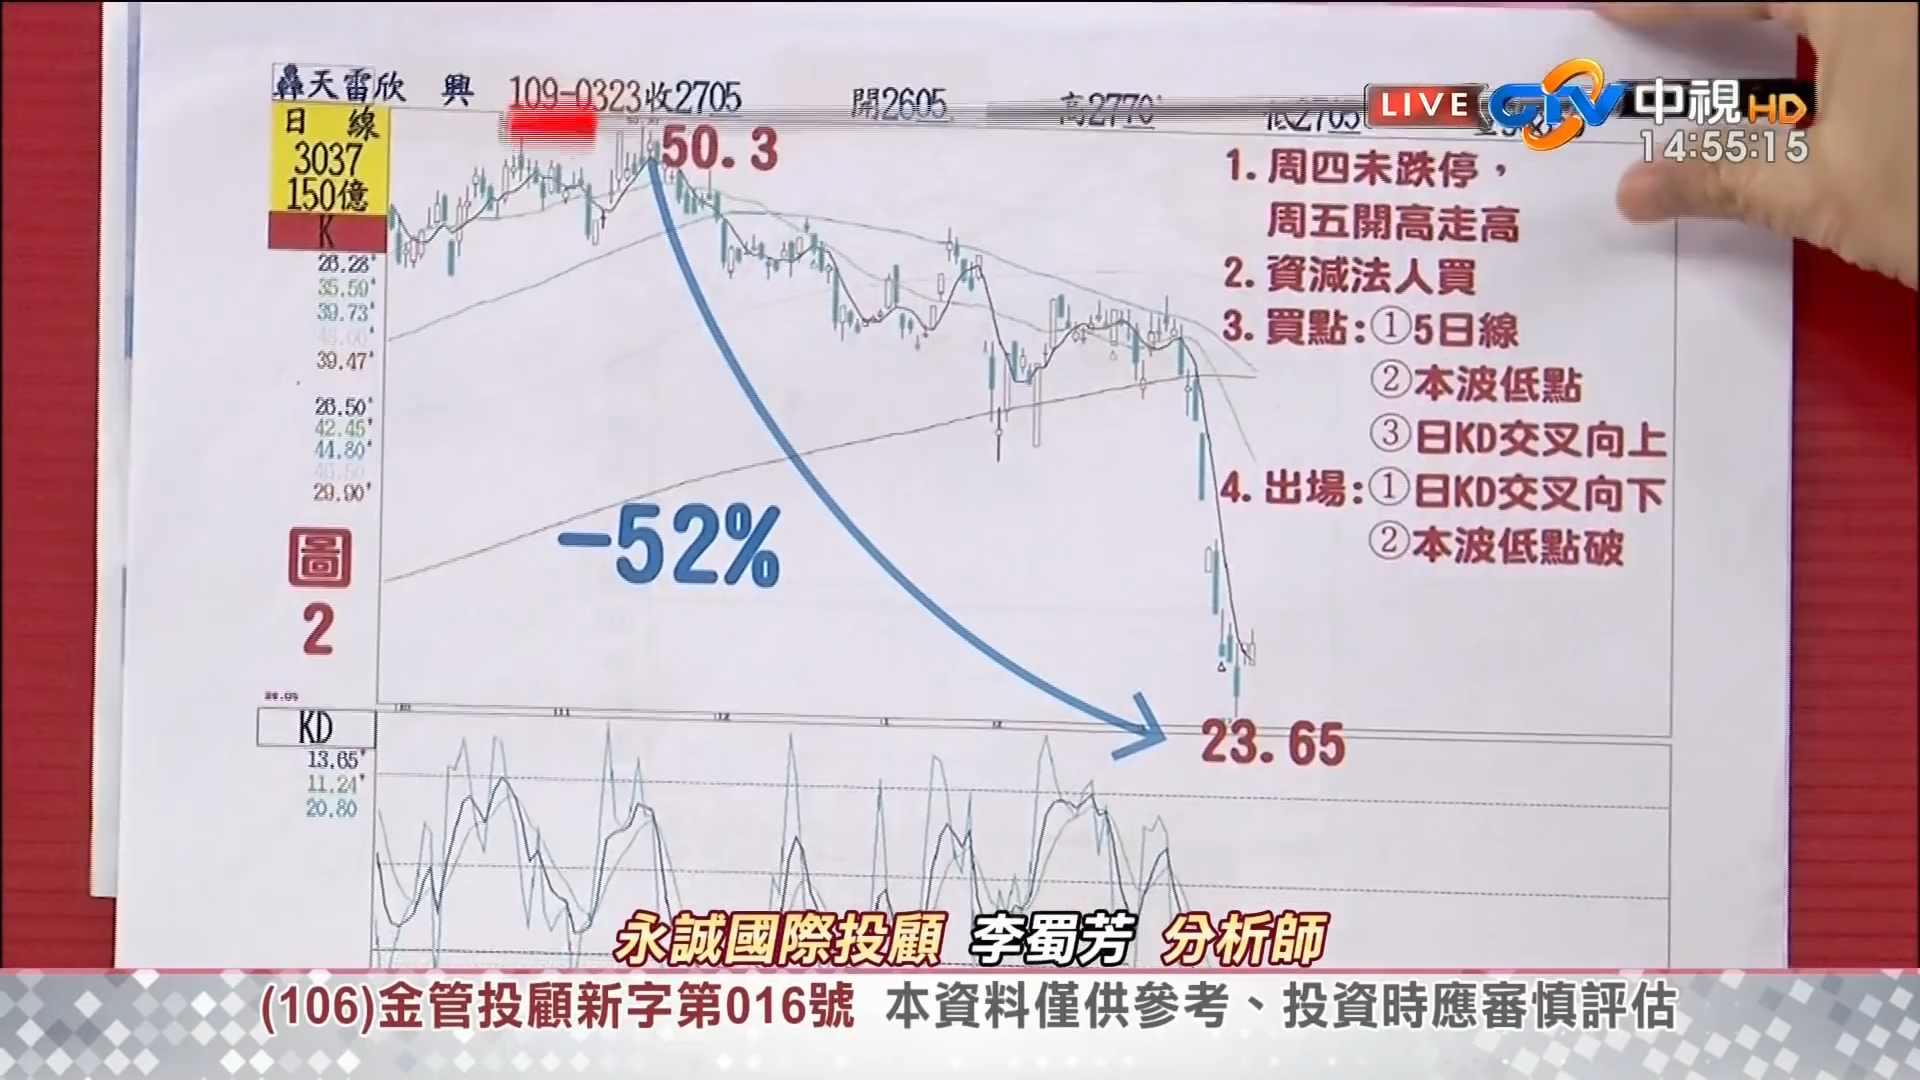 天雷欣 興 109-0323收2705 開2605 高2770
LIVE CTV 中視HD
14:55:15
日 線
3037
150億
K
50.3
28.28
35.59
39.73
39.47
28.50
42.45
44.80
29.90
1. 周四未跌停，
周五開高走高
2. 資減法人買
3. 買點:①5日線
②本波低點
③日KD交叉向上
4. 出場:①日KD交叉向下
②本波低點破
-52%
圖
2
23.65
KD
13.65
11.24
20.80
永誠國際投顧 李蜀芳 分析師
(106)金管投顧新字第016號 本資料僅供參考、投資時應審慎評估